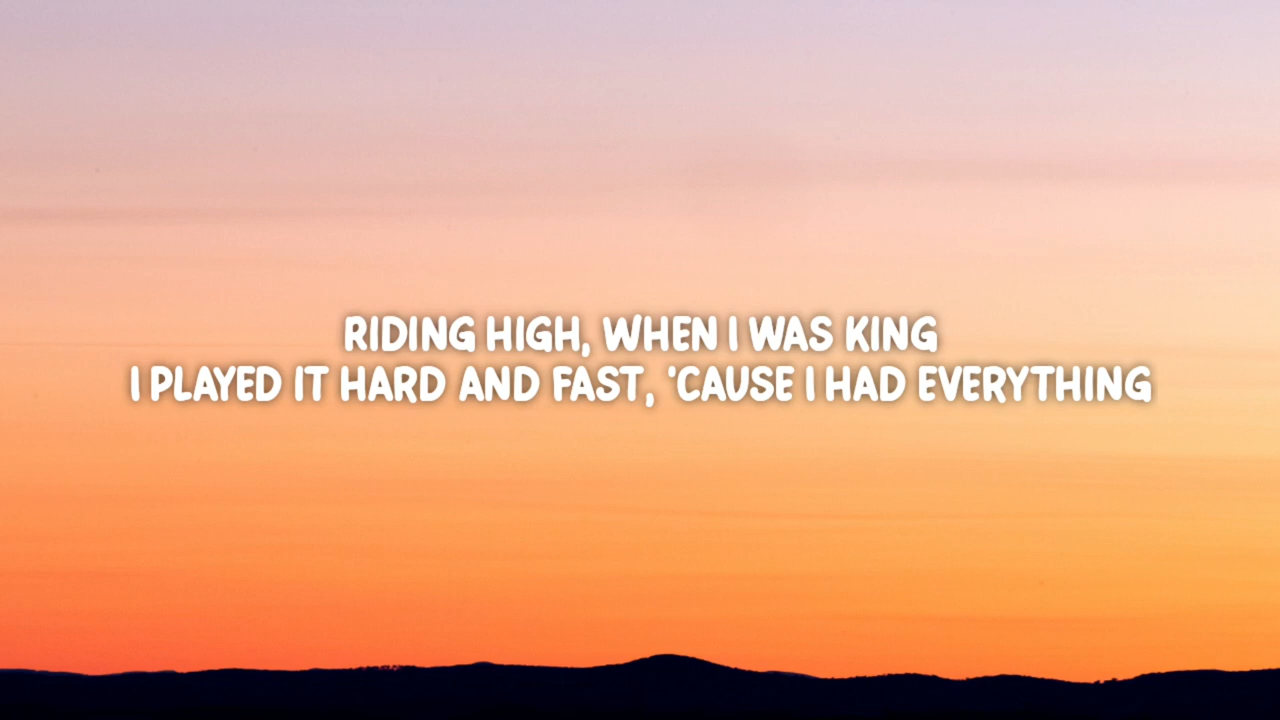 RIDING HIGH, WHEN I WAS KING
I PLAYED IT HARD AND FAST, 'CAUSE I HAD EVERYTHING